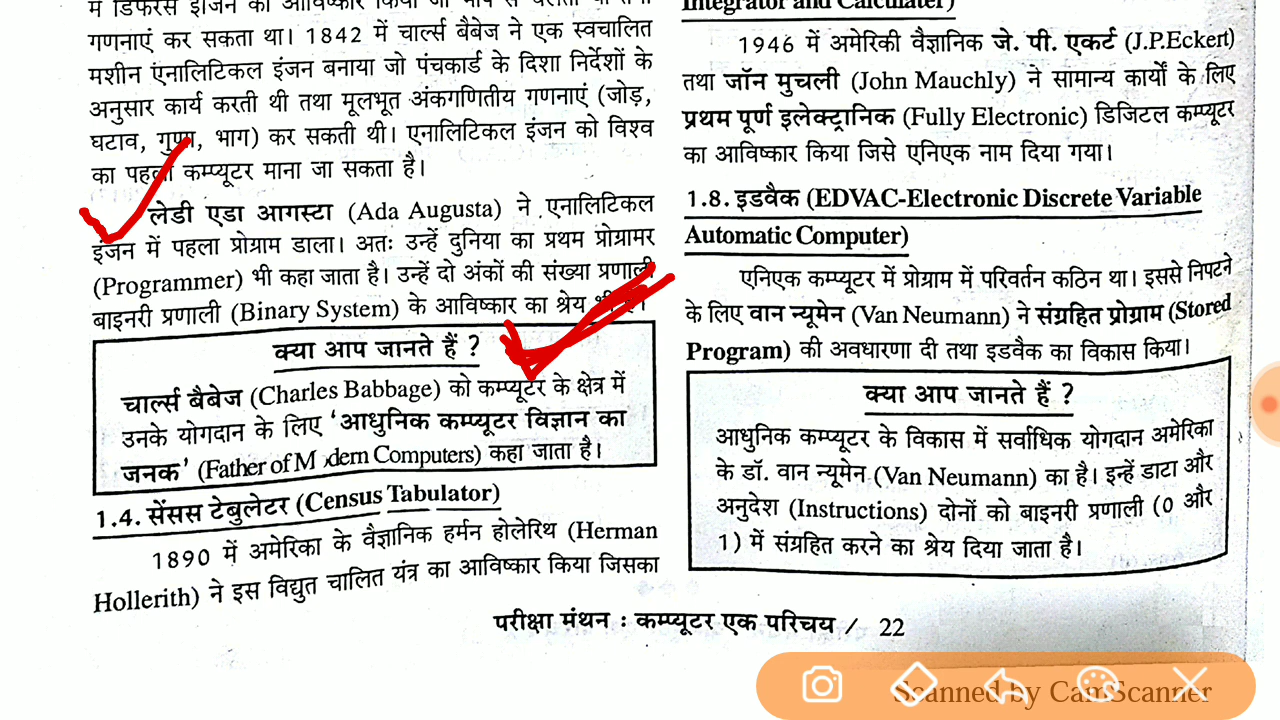 में डिफरेंस इंजन का आविष्कार किया जो भाप से चलता था तथा
गणनाएं कर सकता था। 1842 में चार्ल्स बैबेज ने एक स्वचालित
मशीन एंनालिटिकल इंजन बनाया जो पंचकार्ड के दिशा निर्देशों के
अनुसार कार्य करती थी तथा मूलभूत अंकगणितीय गणनाएं (जोड़,
घटाव, गुणा, भाग) कर सकती थी। एनालिटिकल इंजन को विश्व
का पहला कम्प्यूटर माना जा सकता है।
लेडी एडा आगस्टा (Ada Augusta) ने एनालिटिकल
इंजन में पहला प्रोग्राम डाला। अतः उन्हें दुनिया का प्रथम प्रोग्रामर
(Programmer) भी कहा जाता है। उन्हें दो अंकों की संख्या प्रणाली
बाइनरी प्रणाली (Binary System) के आविष्कार का श्रेय भी है।
क्या आप जानते हैं ?
चार्ल्स बैबेज (Charles Babbage) को कम्प्यूटर के क्षेत्र में
उनके योगदान के लिए 'आधुनिक कम्प्यूटर विज्ञान का
जनक' (Father of Modern Computers) कहा जाता है।
1.4. सेंसस टेबुलेटर (Census Tabulator)
1890 में अमेरिका के वैज्ञानिक हर्मन होलेरिथ (Herman
Hollerith) ने इस विद्युत चालित यंत्र का आविष्कार किया जिसका
Integrator and Calculater)
1946 में अमेरिकी वैज्ञानिक जे. पी. एकर्ट (J.P.Eckert)
तथा जॉन मुचली (John Mauchly) ने सामान्य कार्यों के लिए
प्रथम पूर्ण इलेक्ट्रानिक (Fully Electronic) डिजिटल कम्प्यूटर
का आविष्कार किया जिसे एनिएक नाम दिया गया।
1.8. इडवैक (EDVAC-Electronic Discrete Variable
Automatic Computer)
एनिएक कम्प्यूटर में प्रोग्राम में परिवर्तन कठिन था। इससे निपटने
के लिए वान न्यूमेन (Van Neumann) ने संग्रहित प्रोग्राम (Stored
Program) की अवधारणा दी तथा इडवैक का विकास किया।
क्या आप जानते हैं ?
आधुनिक कम्प्यूटर के विकास में सर्वाधिक योगदान अमेरिका
के डॉ. वान न्यूमेन (Van Neumann) का है। इन्हें डाटा और
अनुदेश (Instructions) दोनों को बाइनरी प्रणाली (0 और
1) में संग्रहित करने का श्रेय दिया जाता है।
परीक्षा मंथन : कम्प्यूटर एक परिचय / 22
Scanned by CamScanner